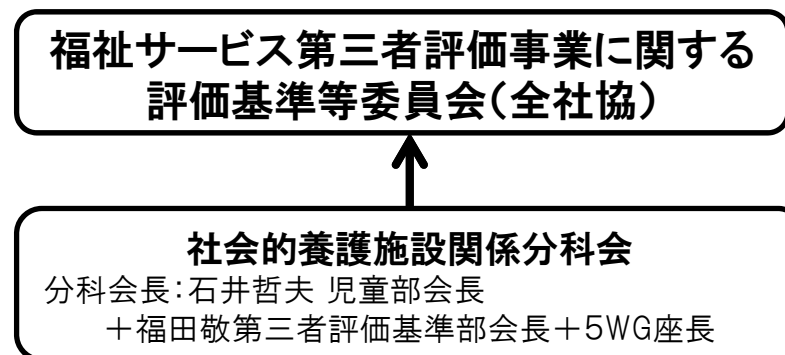 福祉サービス第三者評価事業に関する
評価基準等委員会（全社協）
社会的養護施設関係分科会
分科会長：石井哲夫 児童部会長
＋福田敬第三者評価基準部会長＋5WG座長